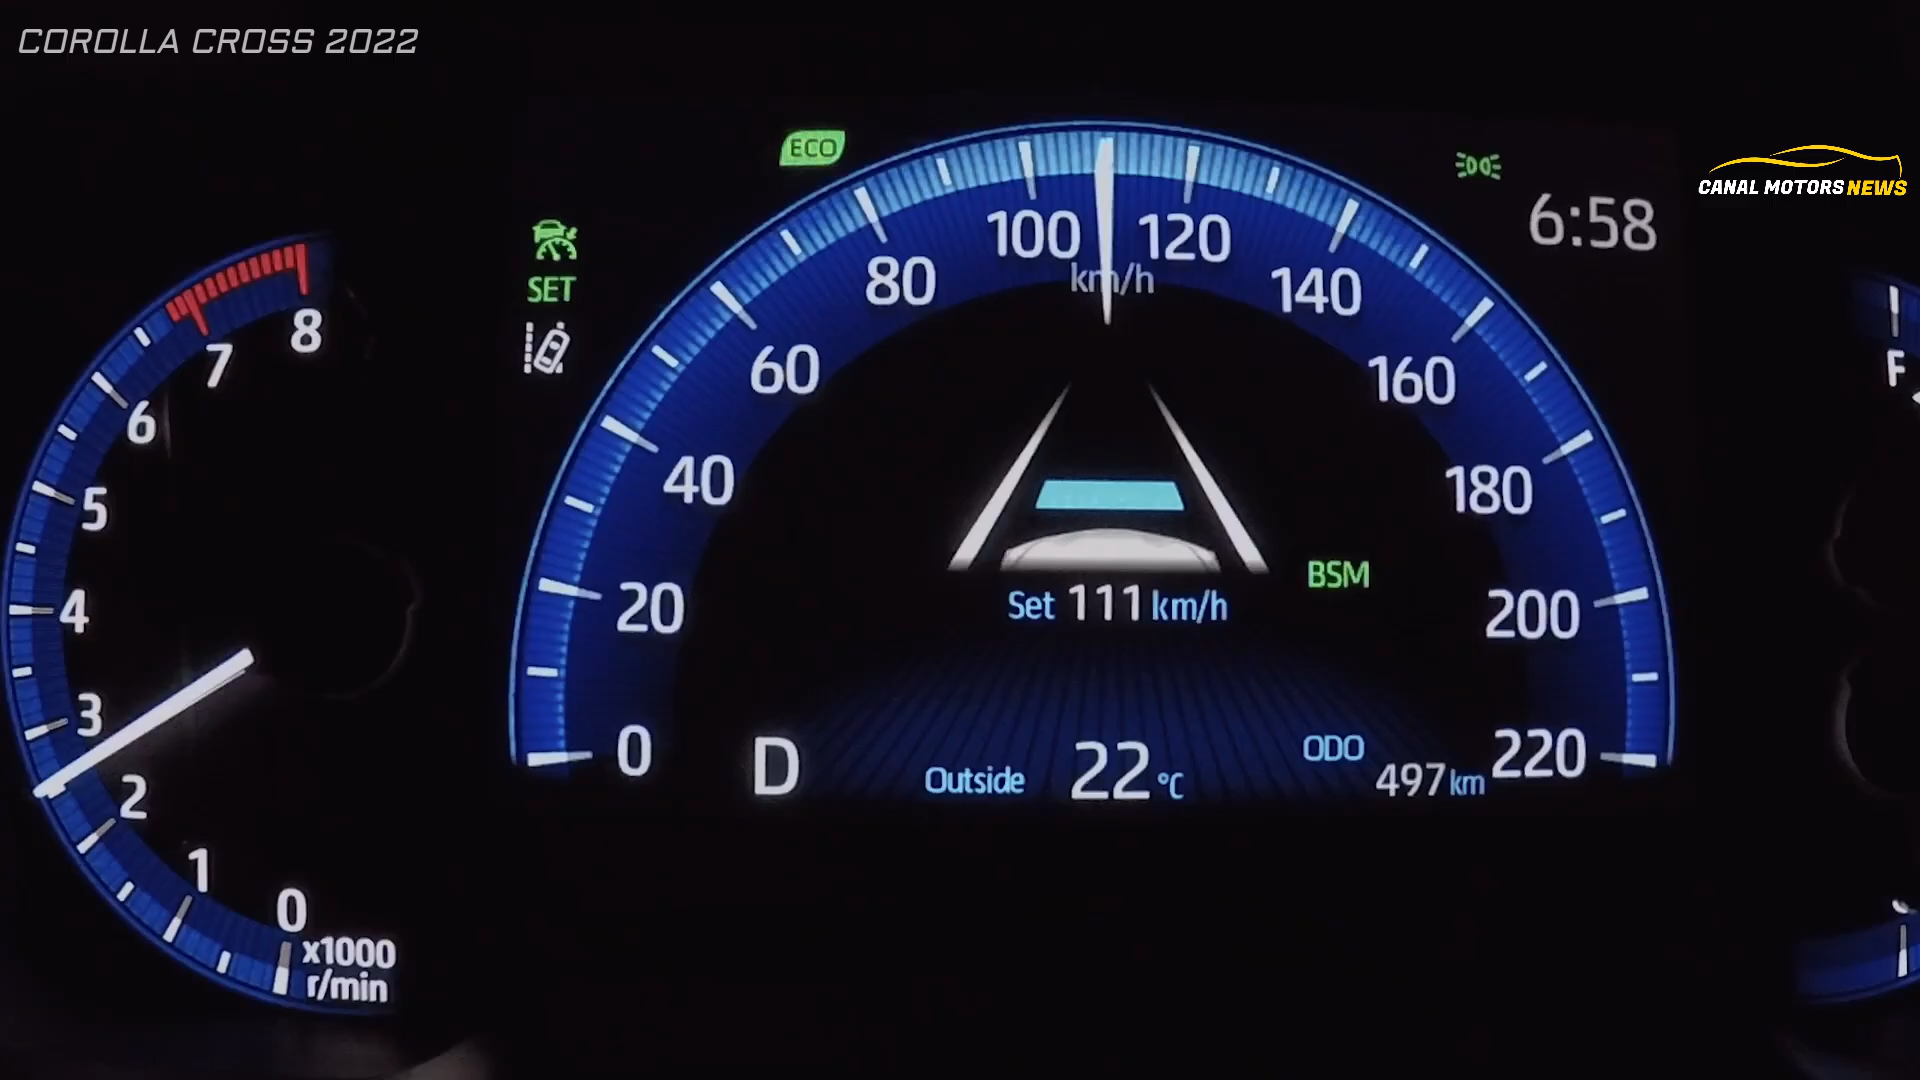 COROLLA CROSS 2022
CANAL MOTORS NEWS
ECO
6:58
SET
100
120
km/h
80
140
60
160
40
180
20
200
0
220
Set 111 km/h
BSM
D
Outside 22 °C
ODO
497 km
8
7
6
5
4
3
2
1
0
x1000
r/min
F